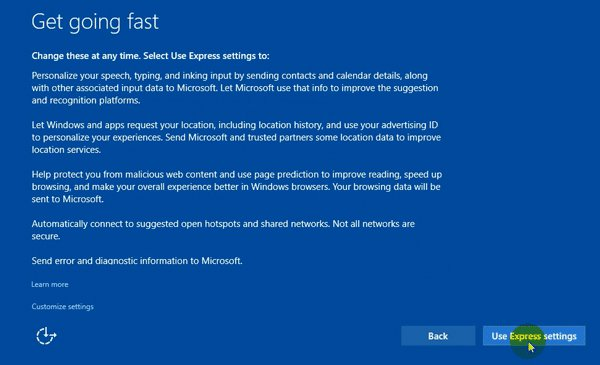 Get going fast
Change these at any time. Select Use Express settings to:
Personalize your speech, typing, and inking input by sending contacts and calendar details, along
with other associated input data to Microsoft. Let Microsoft use that info to improve the suggestion
and recognition platforms.
Let Windows and apps request your location, including location history, and use your advertising ID
to personalize your experiences. Send Microsoft and trusted partners some location data to improve
location services.
Help protect you from malicious web content and use page prediction to improve reading, speed up
browsing, and make your overall experience better in Windows browsers. Your browsing data will be
sent to Microsoft.
Automatically connect to suggested open hotspots and shared networks. Not all networks are
secure.
Send error and diagnostic information to Microsoft.
Learn more
Customize settings
Back
Use Express settings